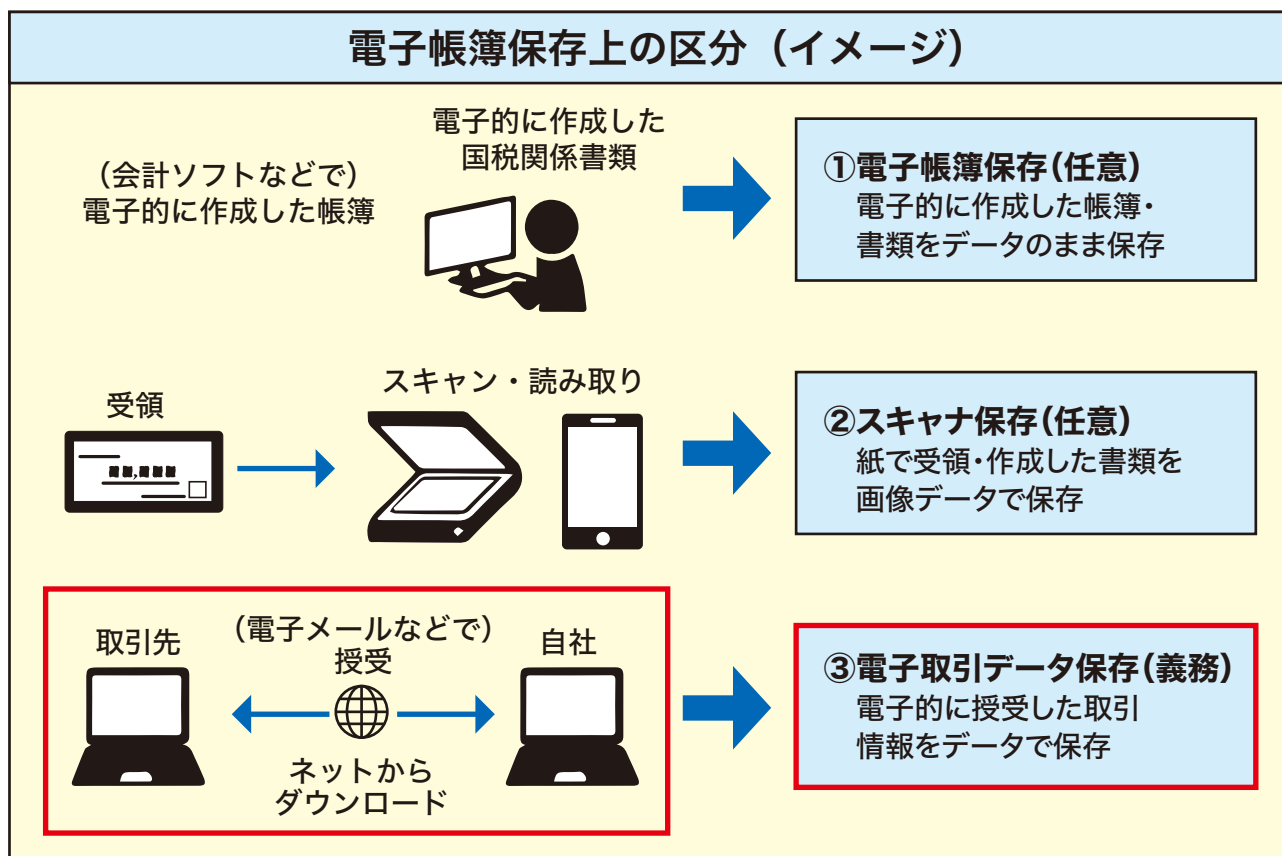 電子帳簿保存上の区分（イメージ）
（会計ソフトなどで）
電子的に作成した帳簿
電子的に作成した
国税関係書類
①電子帳簿保存（任意）
電子的に作成した帳簿・
書類をデータのまま保存
受領
スキャン・読み取り
②スキャナ保存（任意）
紙で受領・作成した書類を
画像データで保存
取引先
（電子メールなどで）
授受
自社
ネットから
ダウンロード
③電子取引データ保存（義務）
電子的に授受した取引
情報をデータで保存